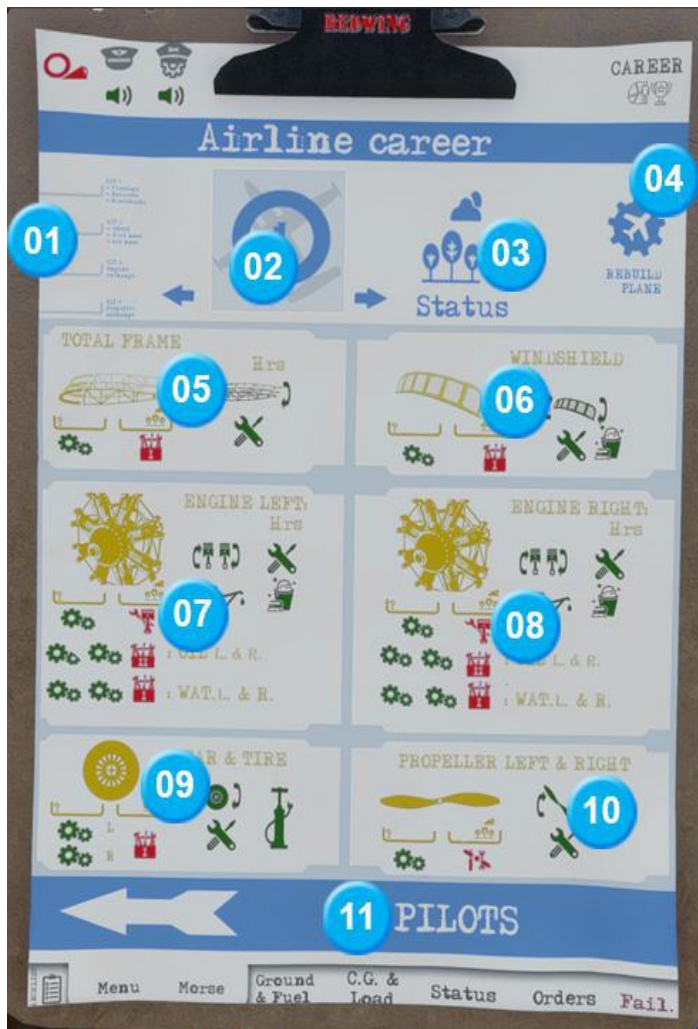 REDWING
CAREER
Airline career
04
01
02
03
REBUILD
PLANE
Status
TOTAL FRAME
Hrs
05
WINDSHIELD
06
ENGINE LEFT:
Hrs
07
L. & R.
: WAT.L. & R.
ENGINE RIGHT:
Hrs
08
L. & R.
: WAT.L. & R.
AR & TIRE
09
L
R
PROPELLER LEFT & RIGHT
10
11 PILOTS
Menu
Morse
Ground
& Fuel
C.G. &
Load
Status
Orders
Fail.